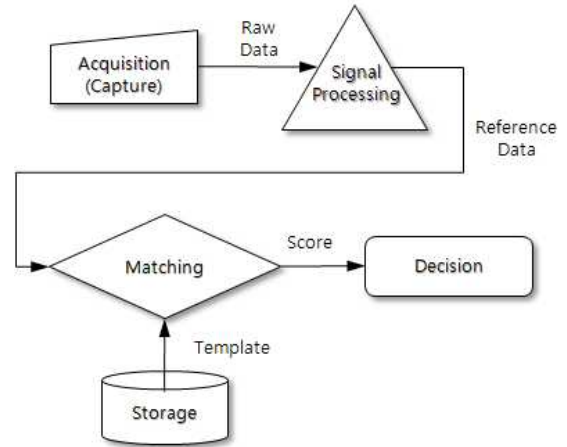 Acquisition
(Capture)
Raw
Data
Signal
Processing
Reference
Data
Matching
Score
Decision
Template
Storage